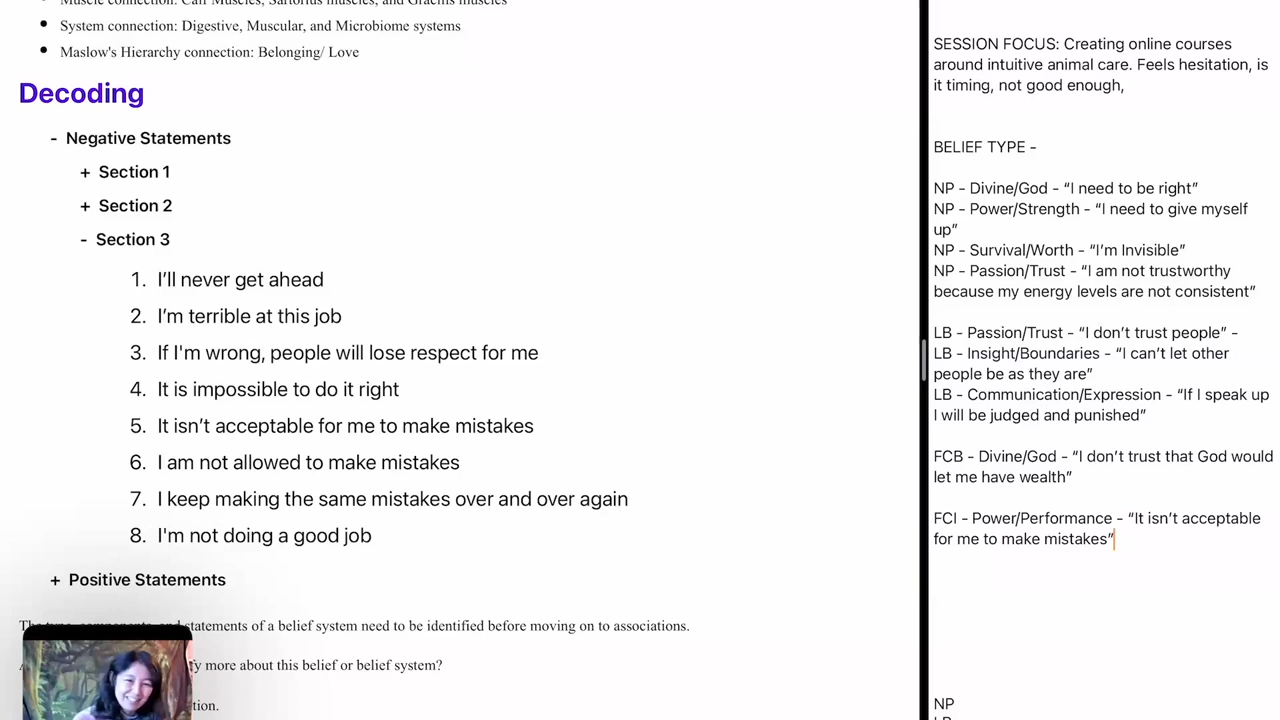 Muscle connection: Calf Muscles, Sartorius muscles, and Gracilis muscles
System connection: Digestive, Muscular, and Microbiome systems
Maslow's Hierarchy connection: Belonging/ Love
Decoding
- Negative Statements
+ Section 1
+ Section 2
- Section 3
1. I’ll never get ahead
2. I’m terrible at this job
3. If I'm wrong, people will lose respect for me
4. It is impossible to do it right
5. It isn’t acceptable for me to make mistakes
6. I am not allowed to make mistakes
7. I keep making the same mistakes over and over again
8. I'm not doing a good job
+ Positive Statements
statements of a belief system need to be identified before moving on to associations.
more about this belief or belief system?
SESSION FOCUS: Creating online courses
around intuitive animal care. Feels hesitation, is
it timing, not good enough,
BELIEF TYPE -
NP - Divine/God - “I need to be right”
NP - Power/Strength - “I need to give myself
up”
NP - Survival/Worth - “I’m Invisible”
NP - Passion/Trust - “I am not trustworthy
because my energy levels are not consistent”
LB - Passion/Trust - “I don’t trust people” -
LB - Insight/Boundaries - “I can’t let other
people be as they are”
LB - Communication/Expression - “If I speak up
I will be judged and punished”
FCB - Divine/God - “I don’t trust that God would
let me have wealth”
FCI - Power/Performance - “It isn’t acceptable
for me to make mistakes”
NP